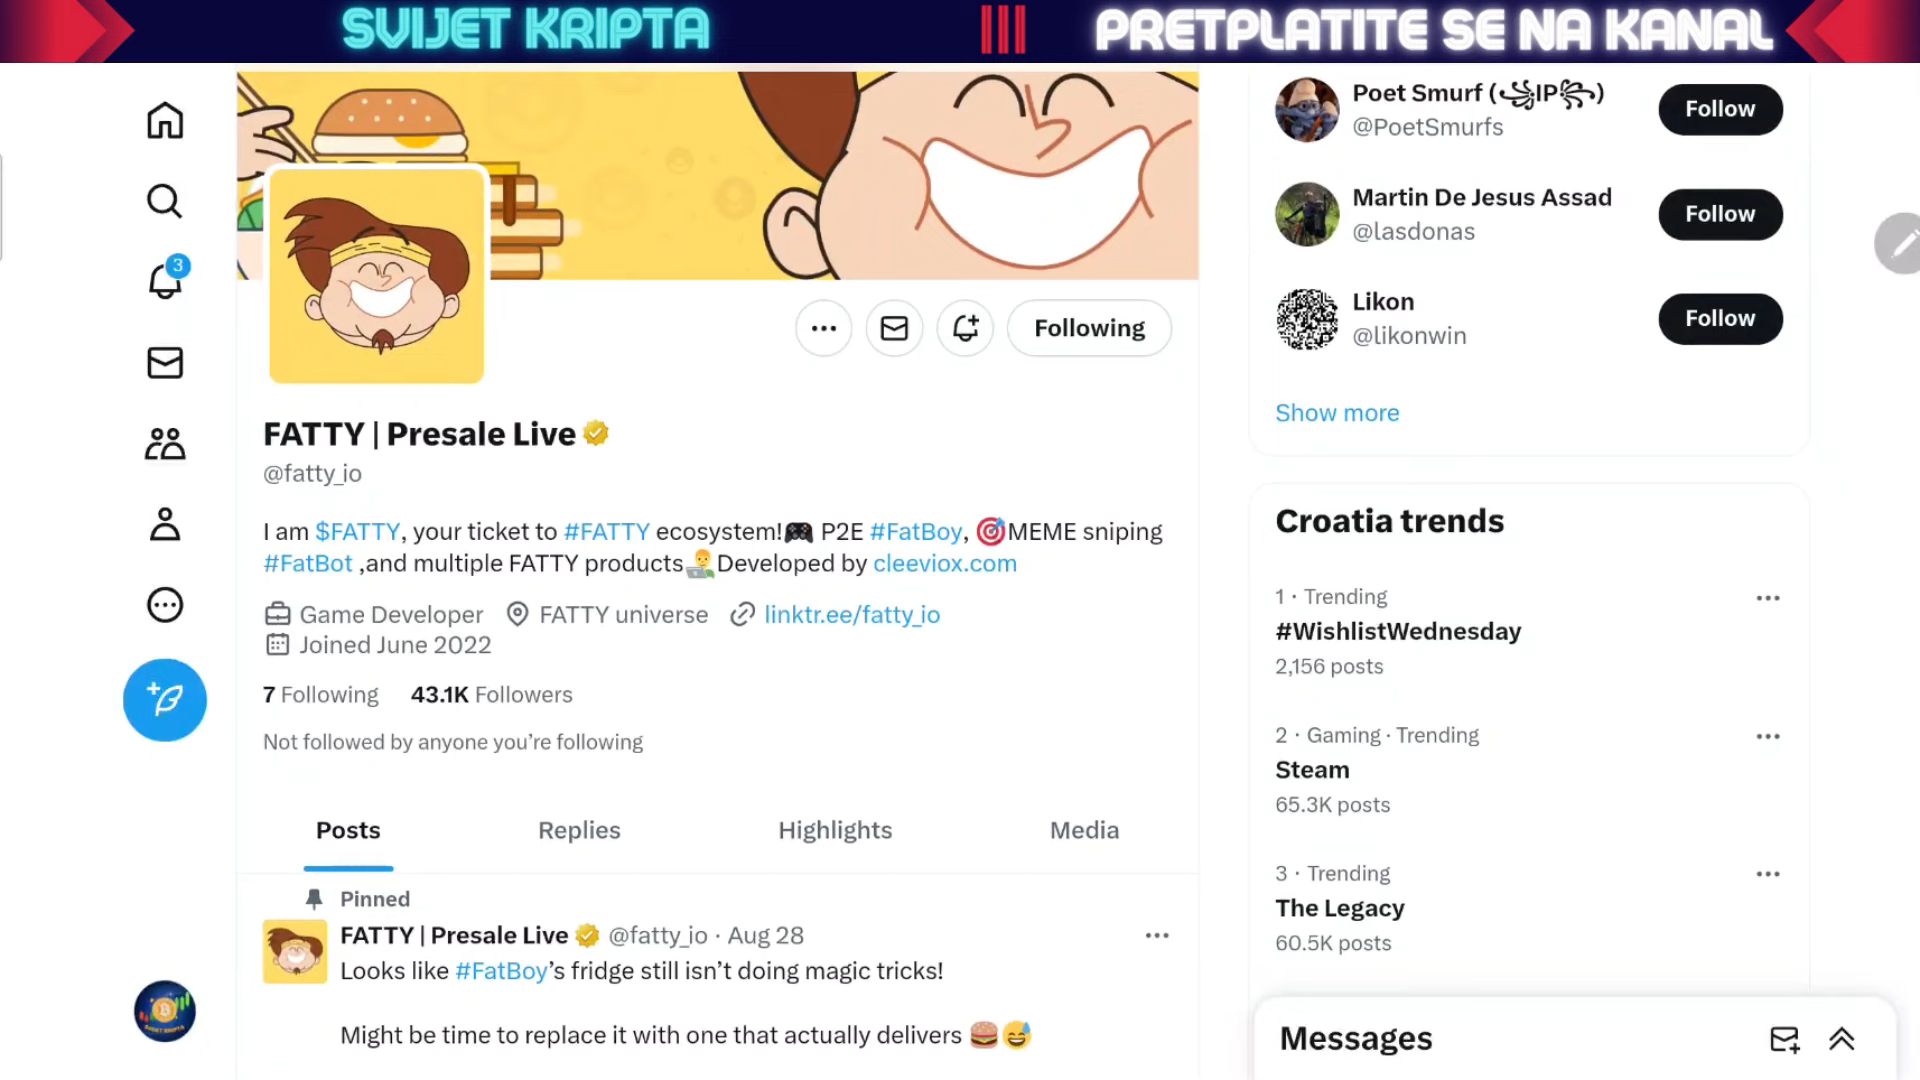 SVIJET KRIPTA
PRETPLATITE SE NA KANAL
3
FATTY | Presale Live
@fatty_io
Following
I am $FATTY, your ticket to #FATTY ecosystem!🎮 P2E #FatBoy, 🎯MEME sniping
#FatBot ,and multiple FATTY products🧑‍💻Developed by cleeviox.com
Game Developer FATTY universe linktr.ee/fatty_io
Joined June 2022
7 Following 43.1K Followers
Not followed by anyone you’re following
Posts Replies Highlights Media
Pinned
FATTY | Presale Live @fatty_io · Aug 28
Looks like #FatBoy’s fridge still isn’t doing magic tricks!
Might be time to replace it with one that actually delivers 🍔😅
Poet Smurf (꧁IP꧂)
@PoetSmurfs
Follow
Martin De Jesus Assad
@lasdonas
Follow
Likon
@likonwin
Follow
Show more
Croatia trends
1 · Trending
#WishlistWednesday
2,156 posts
2 · Gaming · Trending
Steam
65.3K posts
3 · Trending
The Legacy
60.5K posts
Messages